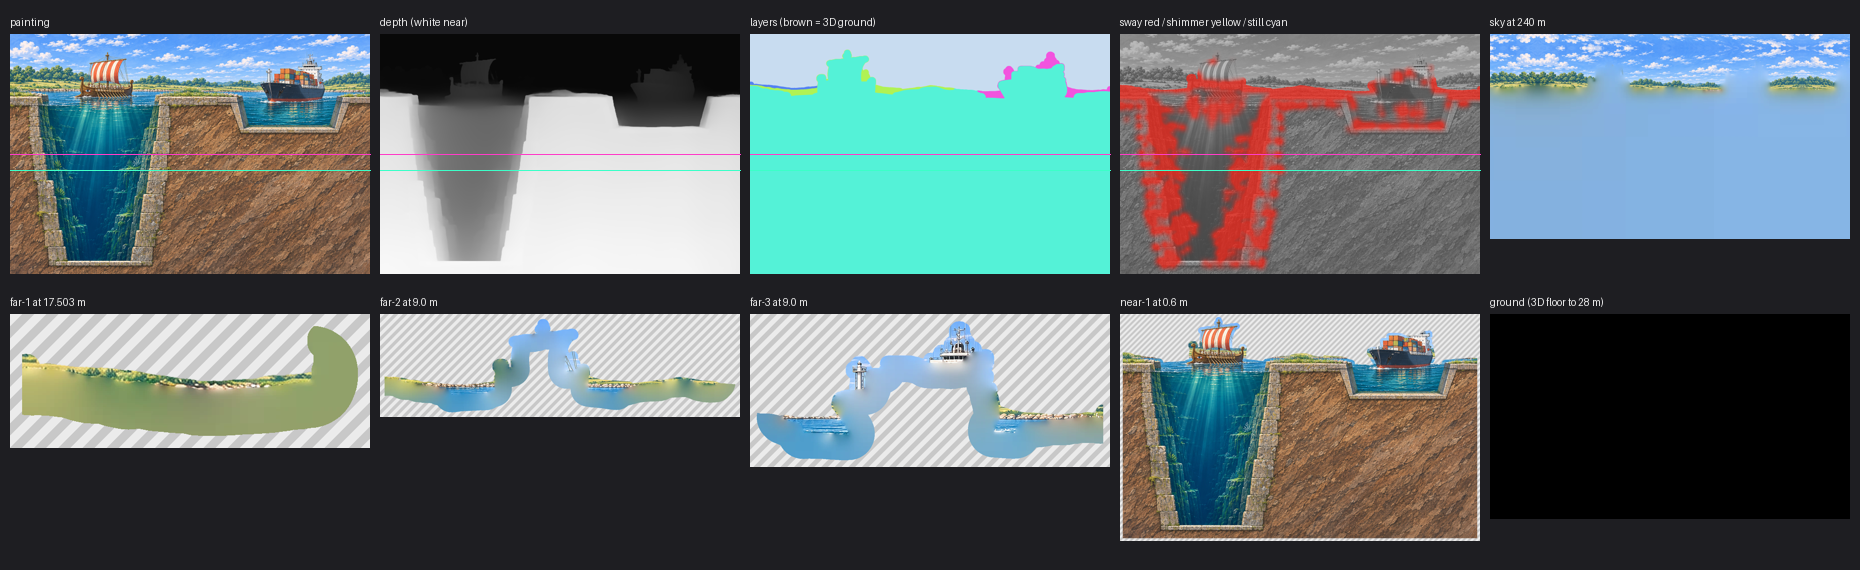 painting
depth (white near)
layers (brown = 3D ground)
sway red / shimmer yellow / still cyan
sky at 240 m
far-1 at 17.503 m
far-2 at 9.0 m
far-3 at 9.0 m
near-1 at 0.6 m
ground (3D floor to 28 m)